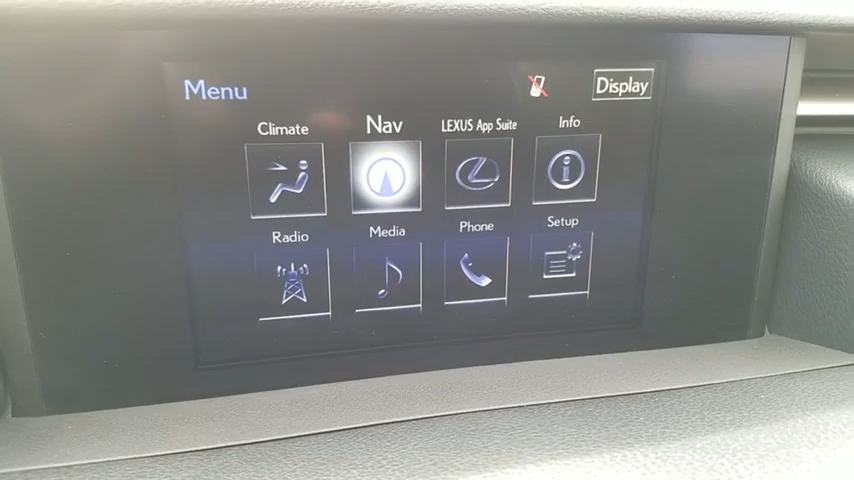 Menu
Display
Climate
Nav
LEXUS App Suite
Info
Radio
Media
Phone
Setup